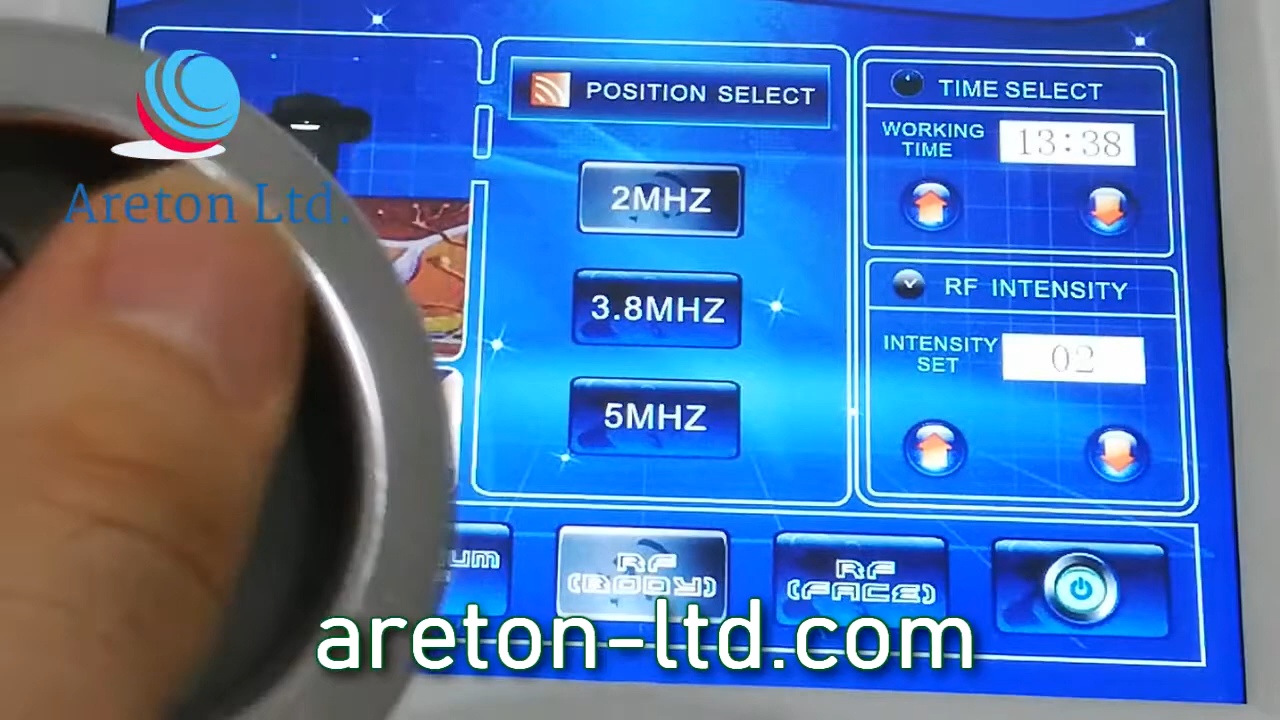 Areton Ltd.
POSITION SELECT
2MHZ
3.8MHZ
5MHZ
TIME SELECT
WORKING
TIME
13:38
RF INTENSITY
INTENSITY
SET
02
RF
(BODY)
RF
(FACE)
areton-ltd.com